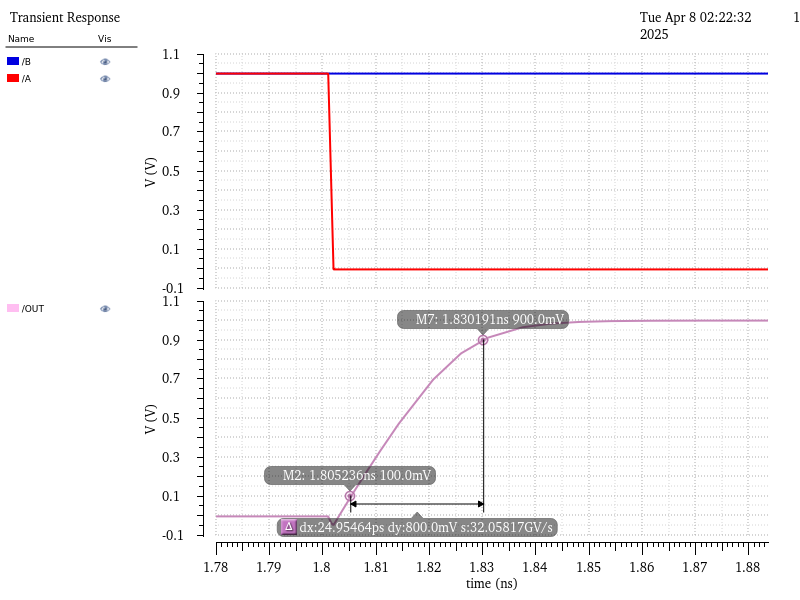 Transient Response
Tue Apr 8 02:22:32 2025
1
Name Vis
/B
/A
1.1
0.9
0.7
0.5
0.3
0.1
-0.1
V (V)
/OUT
1.1
0.9
0.7
0.5
0.3
0.1
-0.1
V (V)
M7: 1.830191ns 900.0mV
M2: 1.805236ns 100.0mV
Δ dx:24.95464ps dy:800.0mV s:32.05817GV/s
1.78 1.79 1.8 1.81 1.82 1.83 1.84 1.85 1.86 1.87 1.88
time (ns)